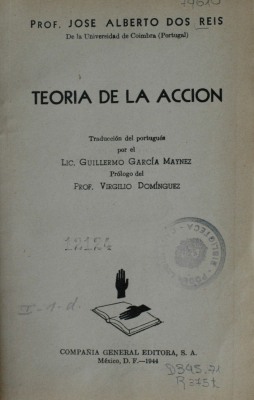 PROF. JOSE ALBERTO DOS REIS
De la Universidad de Coimbra (Portugal)
TEORIA DE LA ACCION
Traducción del portugués
por el
LIC. GUILLERMO GARCÍA MAYNEZ
Prólogo del
PROF. VIRGILIO DOMÍNGUEZ
I-1-d.
COMPAÑIA GENERAL EDITORA, S. A.
México, D. F.—1944